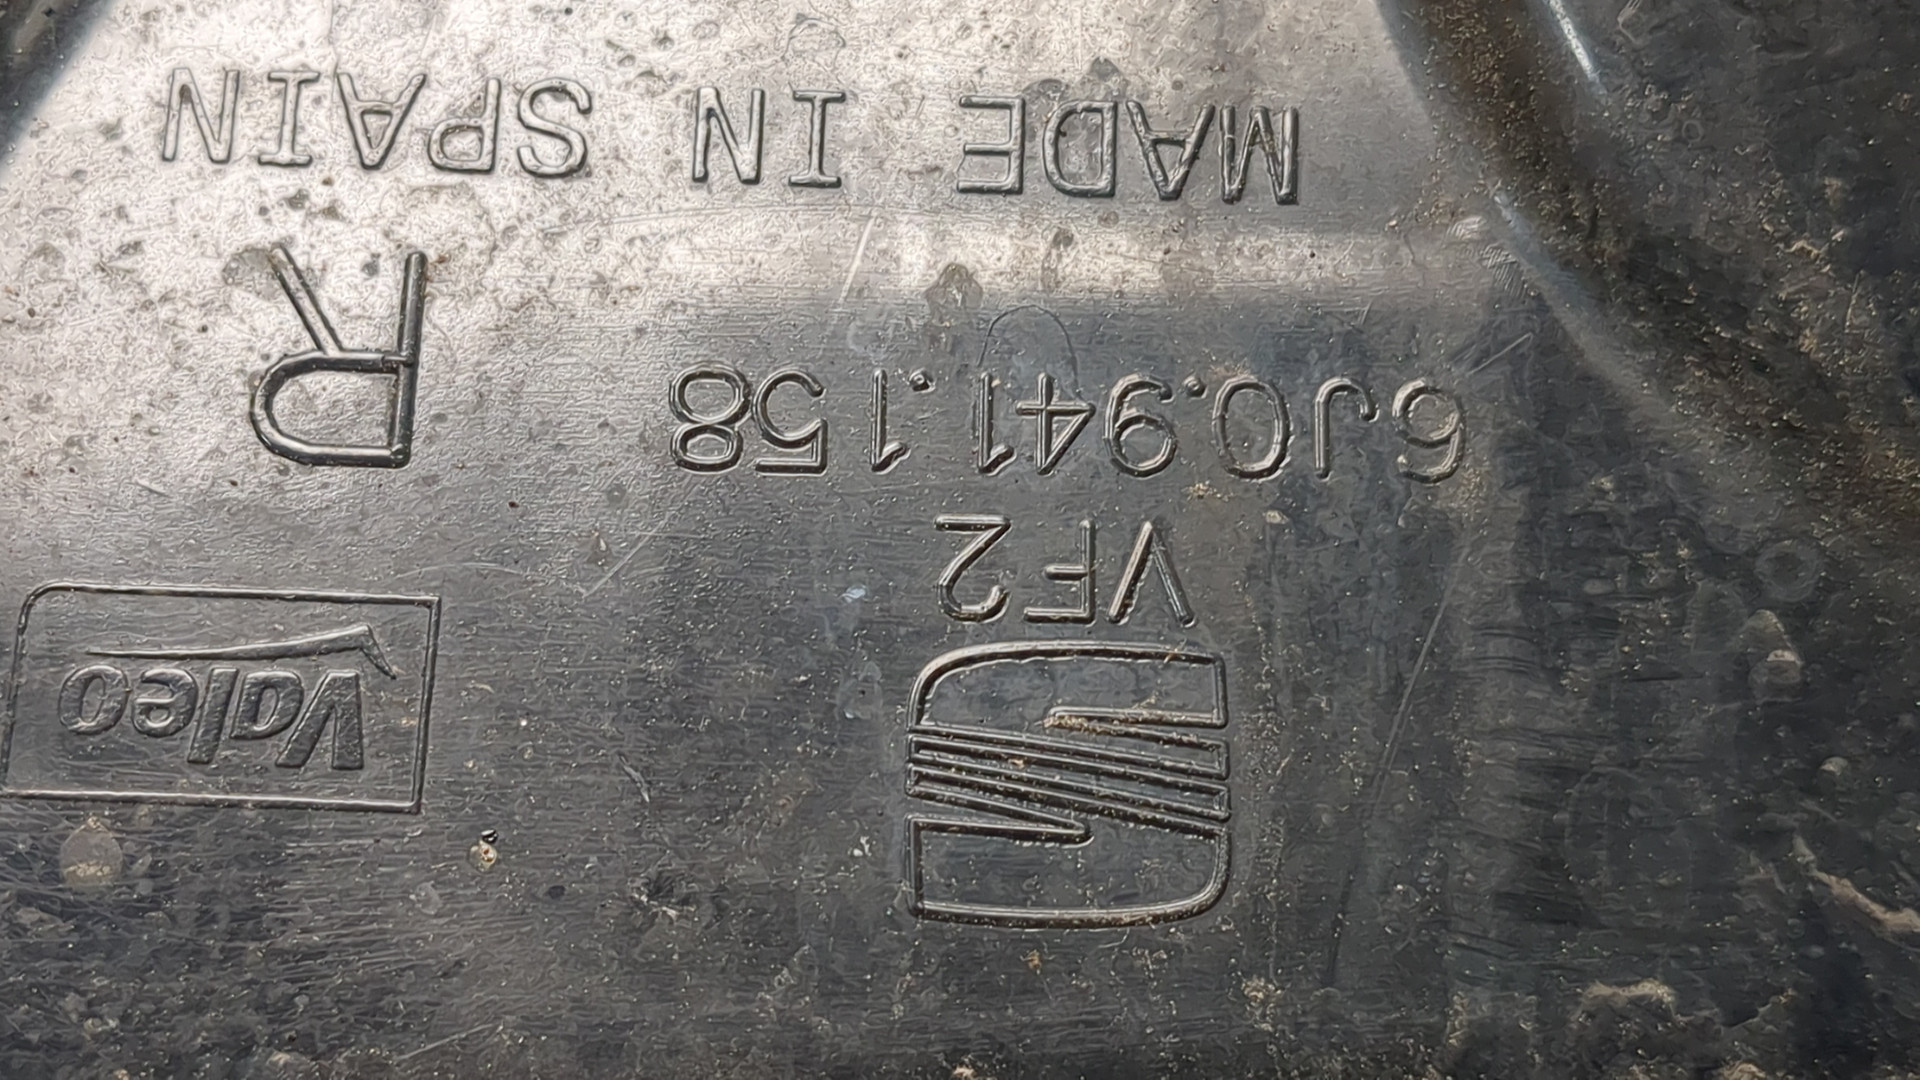 Valeo
VF2
6J0.941.158
R
MADE IN SPAIN